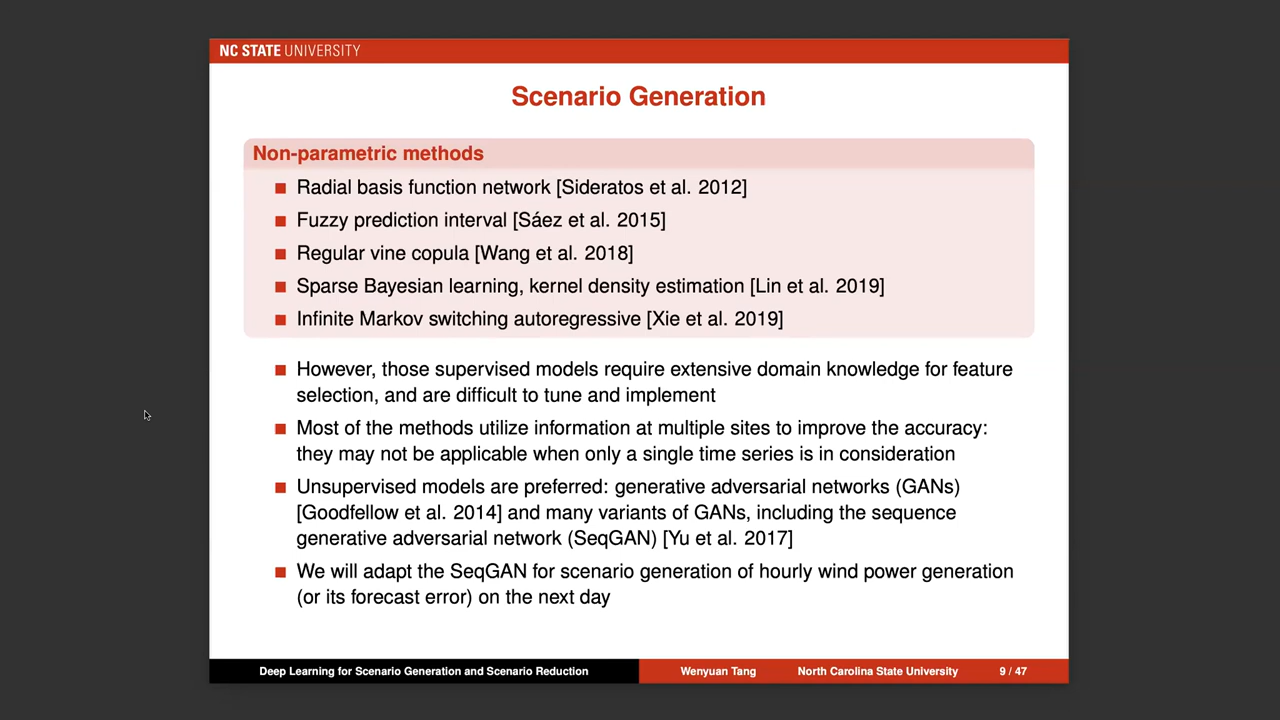 NC STATE UNIVERSITY
Scenario Generation
Non-parametric methods
Radial basis function network [Sideratos et al. 2012]
Fuzzy prediction interval [Sáez et al. 2015]
Regular vine copula [Wang et al. 2018]
Sparse Bayesian learning, kernel density estimation [Lin et al. 2019]
Infinite Markov switching autoregressive [Xie et al. 2019]
However, those supervised models require extensive domain knowledge for feature
selection, and are difficult to tune and implement
Most of the methods utilize information at multiple sites to improve the accuracy:
they may not be applicable when only a single time series is in consideration
Unsupervised models are preferred: generative adversarial networks (GANs)
[Goodfellow et al. 2014] and many variants of GANs, including the sequence
generative adversarial network (SeqGAN) [Yu et al. 2017]
We will adapt the SeqGAN for scenario generation of hourly wind power generation
(or its forecast error) on the next day
Deep Learning for Scenario Generation and Scenario Reduction Wenyuan Tang North Carolina State University 9 / 47